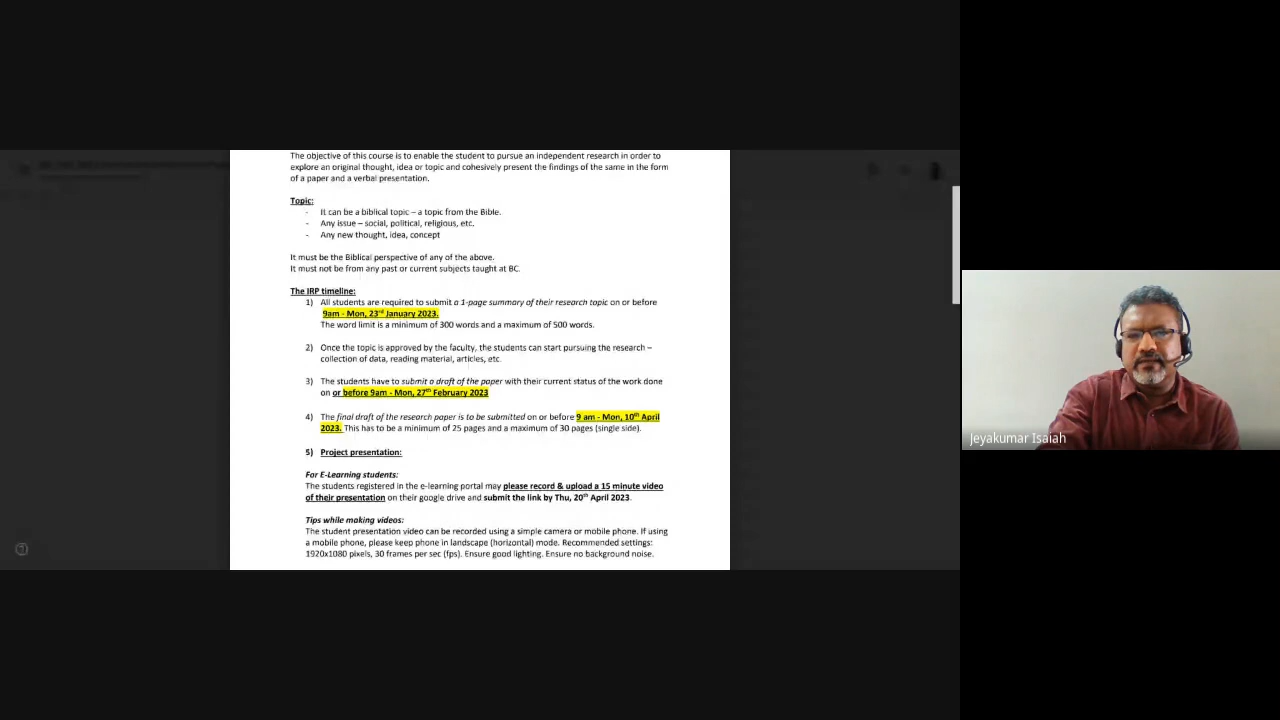 The objective of this course is to enable the student to pursue an independent research in order to
explore an original thought, idea or topic and cohesively present the findings of the same in the form
of a paper and a verbal presentation.
Topic:
- It can be a biblical topic – a topic from the Bible.
- Any issue – social, political, religious, etc.
- Any new thought, idea, concept
It must be the Biblical perspective of any of the above.
It must not be from any past or current subjects taught at BC.
The IRP timeline:
1) All students are required to submit a 1-page summary of their research topic on or before
9am - Mon, 23rd January 2023.
The word limit is a minimum of 300 words and a maximum of 500 words.
2) Once the topic is approved by the faculty, the students can start pursuing the research –
collection of data, reading material, articles, etc.
3) The students have to submit a draft of the paper with their current status of the work done
on or before 9am - Mon, 27th February 2023
4) The final draft of the research paper is to be submitted on or before 9 am - Mon, 10th April
2023. This has to be a minimum of 25 pages and a maximum of 30 pages (single side).
5) Project presentation:
For E-Learning students:
The students registered in the e-learning portal may please record & upload a 15 minute video
of their presentation on their google drive and submit the link by Thu, 20th April 2023.
Tips while making videos:
The student presentation video can be recorded using a simple camera or mobile phone. If using
a mobile phone, please keep phone in landscape (horizontal) mode. Recommended settings:
1920x1080 pixels, 30 frames per sec (fps). Ensure good lighting. Ensure no background noise.
Jeyakumar Isaiah